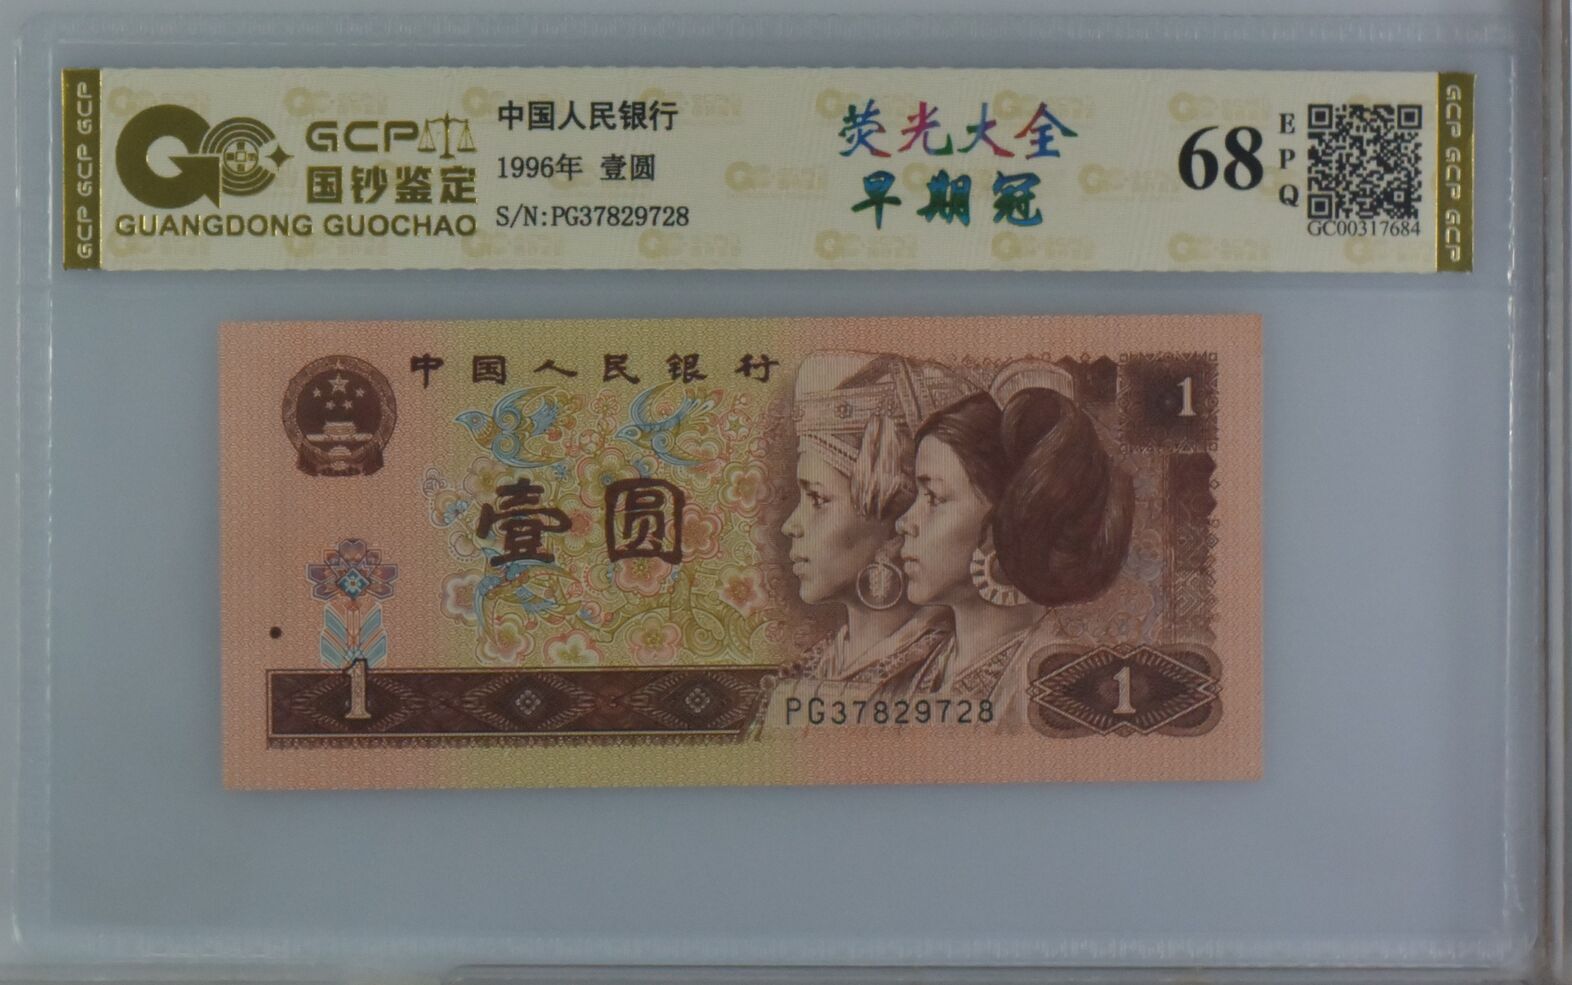 GCP GCP GCP
GCP
国钞鉴定
GUANGDONG GUOCHAO
中国人民银行
1996年 壹圆
S/N:PG37829728
荧光大全
早期冠
68
EPQ
GC00317684
GCP GCP GCP
中国人民银行
1
壹圆
1
PG37829728
1